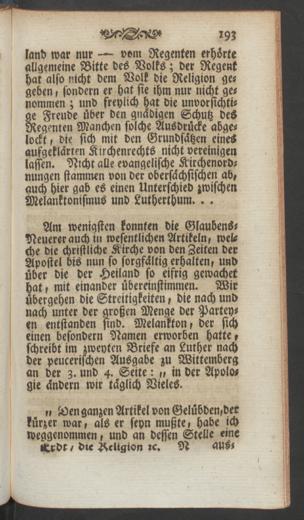 193
land war nur — vom Regenten erhörte
allgemeine Bitte des Volks; der Regent
hat also nicht dem Volk die Religion ge-
geben, sondern er hat sie ihm nur nicht ge-
nommen; und freylich hat die unvorsichti-
ge Freude über den gnädigen Schutz des
Regenten Manchen solche Ausdrücke abge-
lockt, die sich mit den Grundsätzen eines
aufgeklärten Kirchenrechts nicht vereinigen
lassen. Nicht alle evangelische Kirchenord-
nungen stammen von der obersächsischen ab,
auch hier gab es einen Unterschied zwischen
Melanktonismus und Lutherthum. . .
Am wenigsten konnten die Glaubens-
Neuerer auch in wesentlichen Artikeln, wel-
che die christliche Kirche von den Zeiten der
Apostel bis nun so sorgfältig erhalten, und
über die der Heiland so eifrig gewachet
hat, mit einander übereinstimmen. Wir
übergehen die Streitigkeiten, die nach und
nach unter der großen Menge der Partey-
en entstanden sind. Melankton, der sich
einen besondern Namen erworben hatte,
schreibt im zweyten Briefe an Luther nach
der peucerischen Ausgabe zu Wittemberg
an der 3. und 4. Seite: „ in der Apolo-
gie ändern wir täglich Vieles.
„ Den ganzen Artikel von Gelübden, der
kürzer war, als er seyn mußte, habe ich
weggenommen, und an dessen Stelle eine
die Religion ꝛc. N aus-